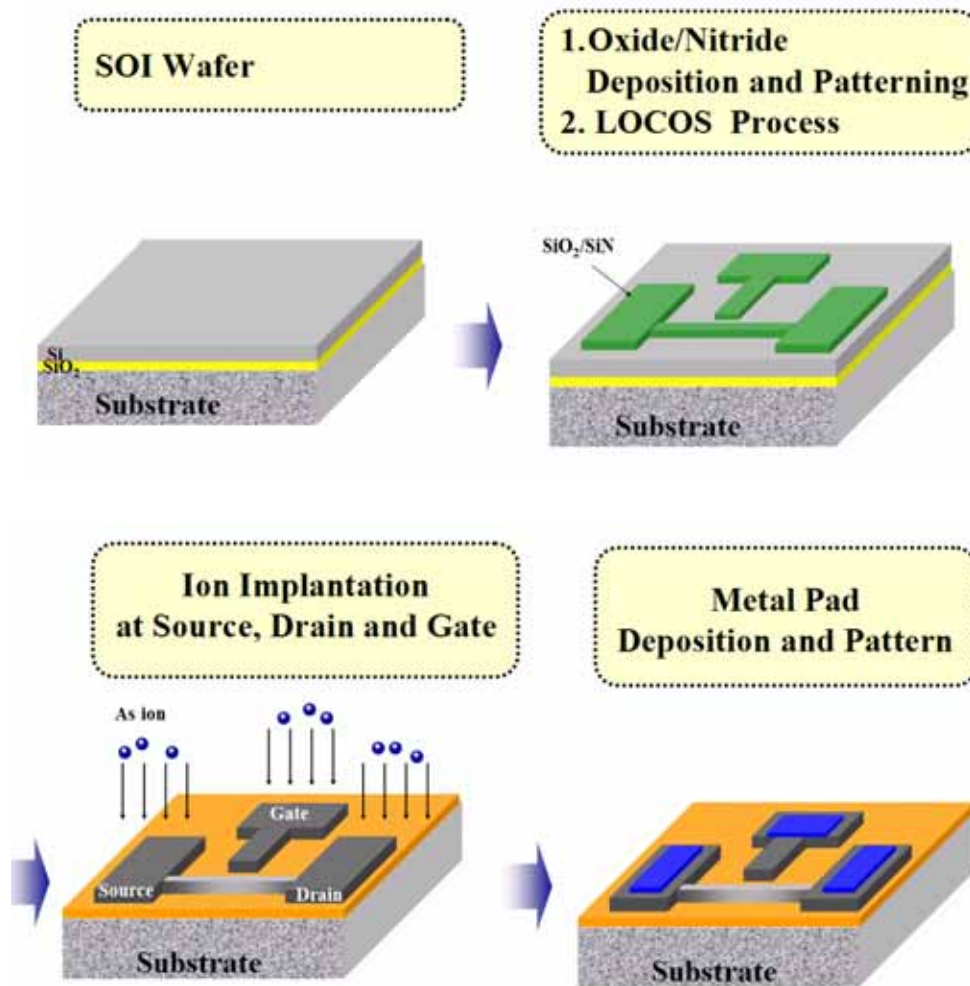 SOI Wafer
1.Oxide/Nitride
Deposition and Patterning
2. LOCOS Process
Si
SiO₂
Substrate
SiO₂/SiN
Substrate
Ion Implantation
at Source, Drain and Gate
Metal Pad
Deposition and Pattern
As ion
Gate
Source
Drain
Substrate
Substrate